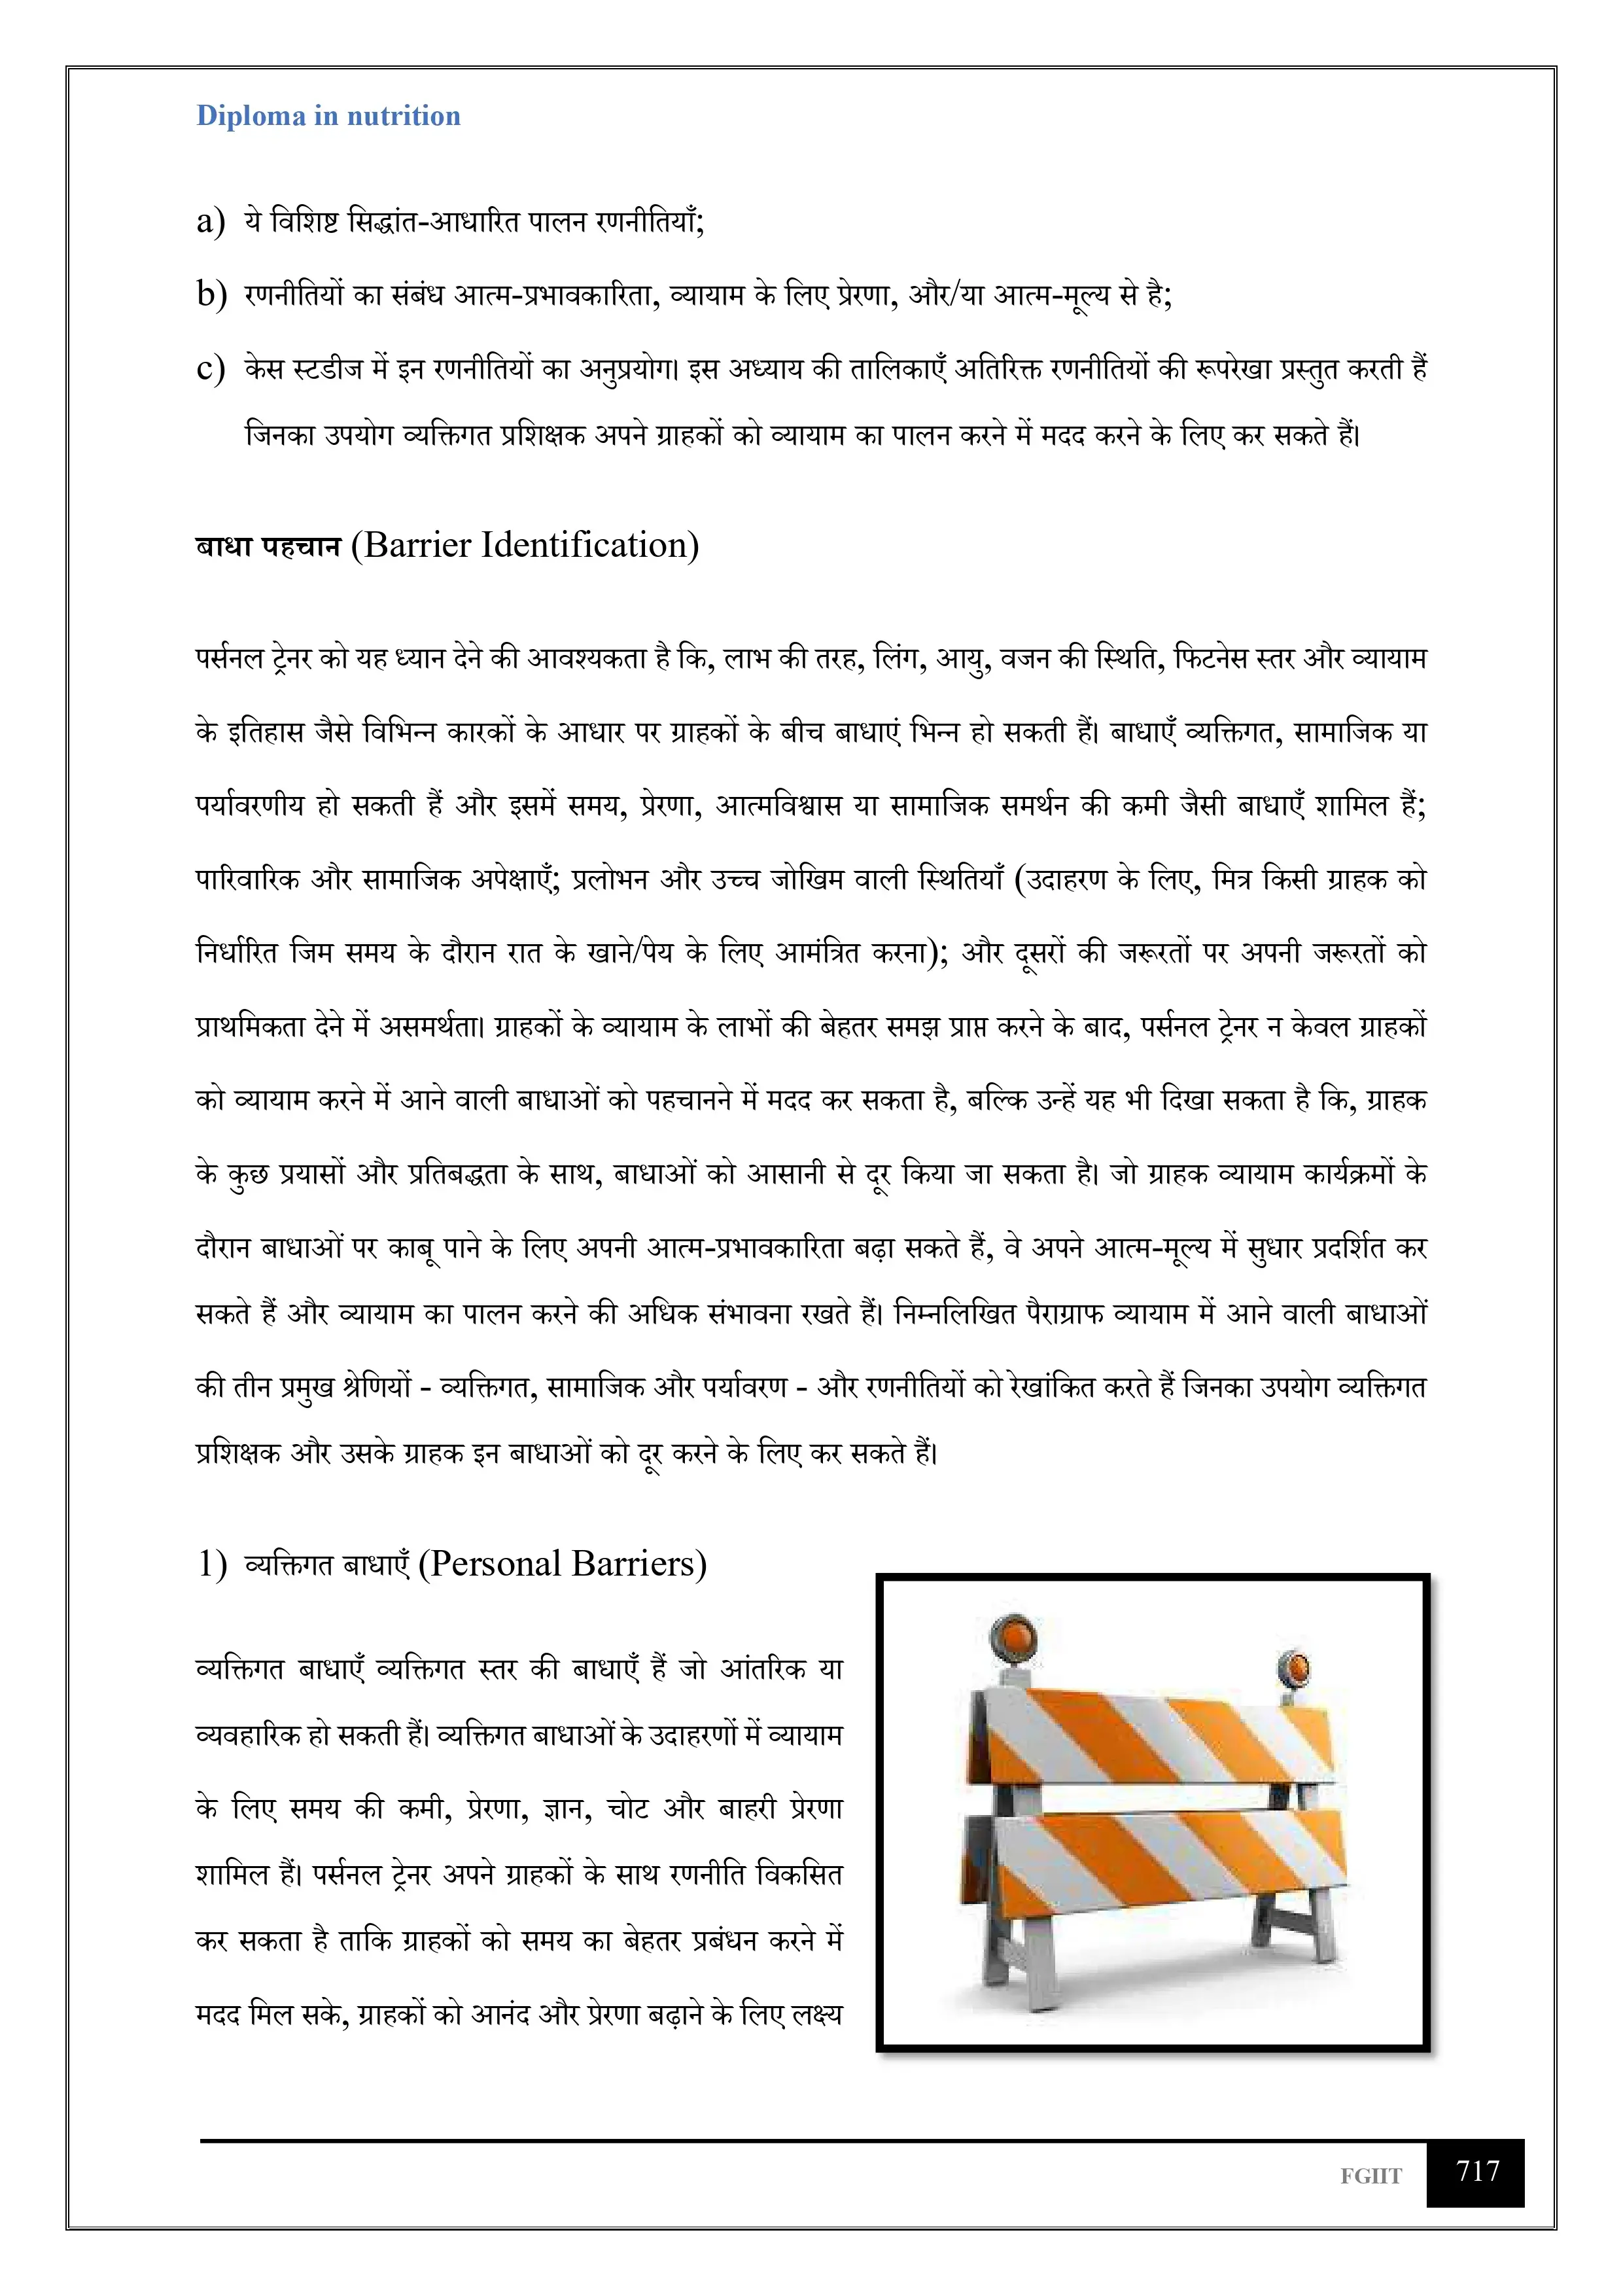 Diploma in nutrition
a) ये विशिष्ट सिद्धांत-आधारित पालन रणनीतियाँ;
b) रणनीतियों का संबंध आत्म-प्रभावकारिता, व्यायाम के लिए प्रेरणा, और/या आत्म-मूल्य से है;
c) केस स्टडीज में इन रणनीतियों का अनुप्रयोग। इस अध्याय की तालिकाएँ अतिरिक्त रणनीतियों की रूपरेखा प्रस्तुत करती हैं
जिनका उपयोग व्यक्तिगत प्रशिक्षक अपने ग्राहकों को व्यायाम का पालन करने में मदद करने के लिए कर सकते हैं।
बाधा पहचान (Barrier Identification)
पर्सनल ट्रेनर को यह ध्यान देने की आवश्यकता है कि, लाभ की तरह, लिंग, आयु, वजन की स्थिति, फिटनेस स्तर और व्यायाम
के इतिहास जैसे विभिन्न कारकों के आधार पर ग्राहकों के बीच बाधाएं भिन्न हो सकती हैं। बाधाएँ व्यक्तिगत, सामाजिक या
पर्यावरणीय हो सकती हैं और इसमें समय, प्रेरणा, आत्मविश्वास या सामाजिक समर्थन की कमी जैसी बाधाएँ शामिल हैं;
पारिवारिक और सामाजिक अपेक्षाएँ; प्रलोभन और उच्च जोखिम वाली स्थितियाँ (उदाहरण के लिए, मित्र किसी ग्राहक को
निर्धारित जिम समय के दौरान रात के खाने/पेय के लिए आमंत्रित करना); और दूसरों की जरूरतों पर अपनी जरूरतों को
प्राथमिकता देने में असमर्थता। ग्राहकों के व्यायाम के लाभों की बेहतर समझ प्राप्त करने के बाद, पर्सनल ट्रेनर न केवल ग्राहकों
को व्यायाम करने में आने वाली बाधाओं को पहचानने में मदद कर सकता है, बल्कि उन्हें यह भी दिखा सकता है कि, ग्राहक
के कुछ प्रयासों और प्रतिबद्धता के साथ, बाधाओं को आसानी से दूर किया जा सकता है। जो ग्राहक व्यायाम कार्यक्रमों के
दौरान बाधाओं पर काबू पाने के लिए अपनी आत्म-प्रभावकारिता बढ़ा सकते हैं, वे अपने आत्म-मूल्य में सुधार प्रदर्शित कर
सकते हैं और व्यायाम का पालन करने की अधिक संभावना रखते हैं। निम्नलिखित पैराग्राफ व्यायाम में आने वाली बाधाओं
की तीन प्रमुख श्रेणियों - व्यक्तिगत, सामाजिक और पर्यावरण - और रणनीतियों को रेखांकित करते हैं जिनका उपयोग व्यक्तिगत
प्रशिक्षक और उसके ग्राहक इन बाधाओं को दूर करने के लिए कर सकते हैं।
1) व्यक्तिगत बाधाएँ (Personal Barriers)
व्यक्तिगत बाधाएँ व्यक्तिगत स्तर की बाधाएँ हैं जो आंतरिक या
व्यवहारिक हो सकती हैं। व्यक्तिगत बाधाओं के उदाहरणों में व्यायाम
के लिए समय की कमी, प्रेरणा, ज्ञान, चोट और बाहरी प्रेरणा
शामिल हैं। पर्सनल ट्रेनर अपने ग्राहकों के साथ रणनीति विकसित
कर सकता है ताकि ग्राहकों को समय का बेहतर प्रबंधन करने में
मदद मिल सके, ग्राहकों को आनंद और प्रेरणा बढ़ाने के लिए लक्ष्य
FGIIT 717